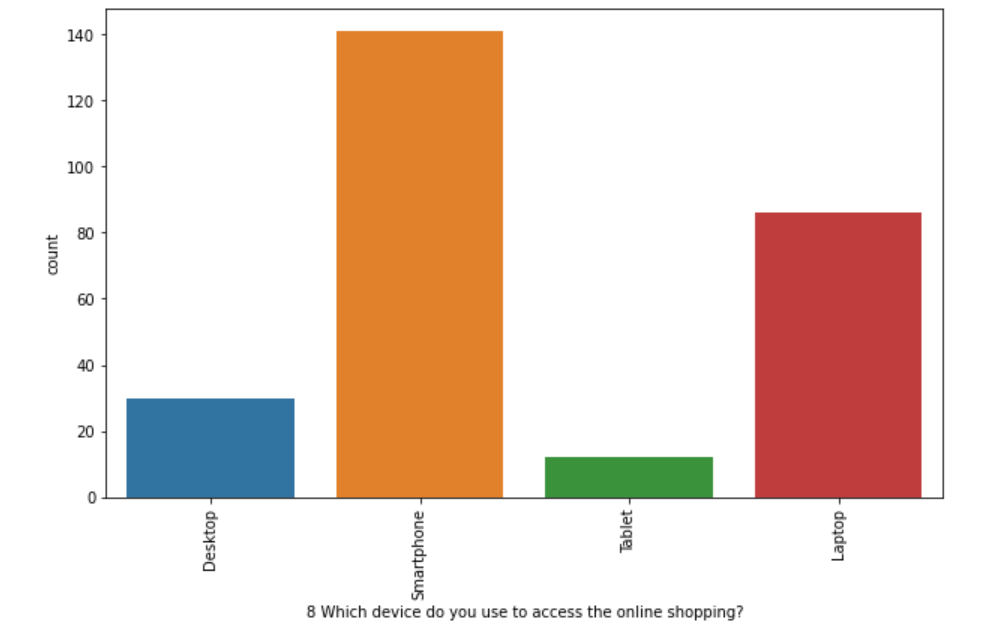 140
120
100
80
60
40
20
0
count
Desktop
Smartphone
Tablet
Laptop
8 Which device do you use to access the online shopping?